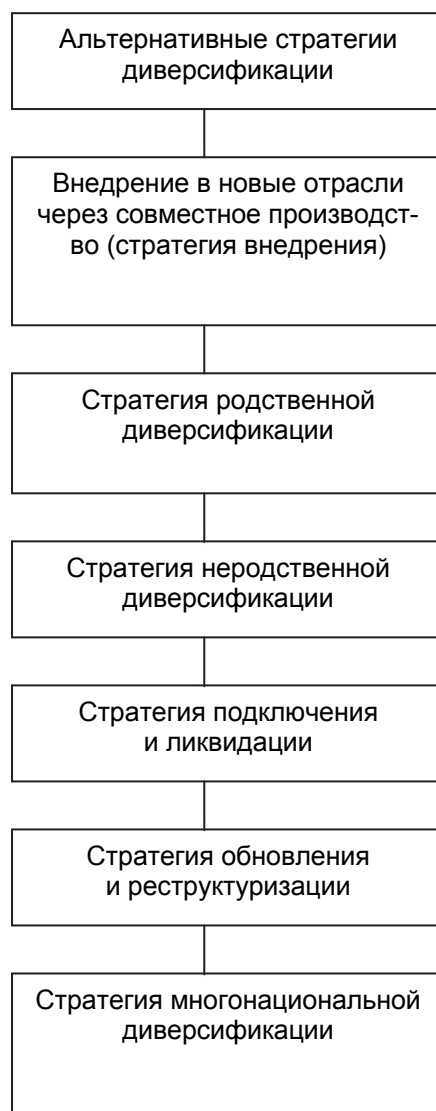 Альтернативные стратегии
диверсификации
Внедрение в новые отрасли
через совместное производст-
во (стратегия внедрения)
Стратегия родственной
диверсификации
Стратегия неродственной
диверсификации
Стратегия подключения
и ликвидации
Стратегия обновления
и реструктуризации
Стратегия многонациональной
диверсификации